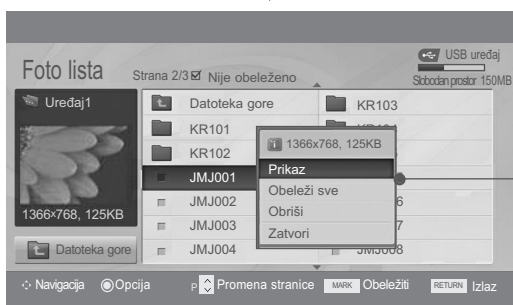 USB uređaj
Foto lista
Strana 2/3 Nije obeleženo
Slobodan prostor 150MB
Uređaj1
1366x768, 125KB
Datoteka gore
Datoteka gore
KR101
KR102
JMJ001
JMJ002
JMJ003
JMJ004
KR103
1366x768, 125KB
Prikaz
Obeleži sve
Obriši
Zatvori
Navigacija
Opcija
P Promena stranice
MARK Obeležiti
RETURN Izlaz